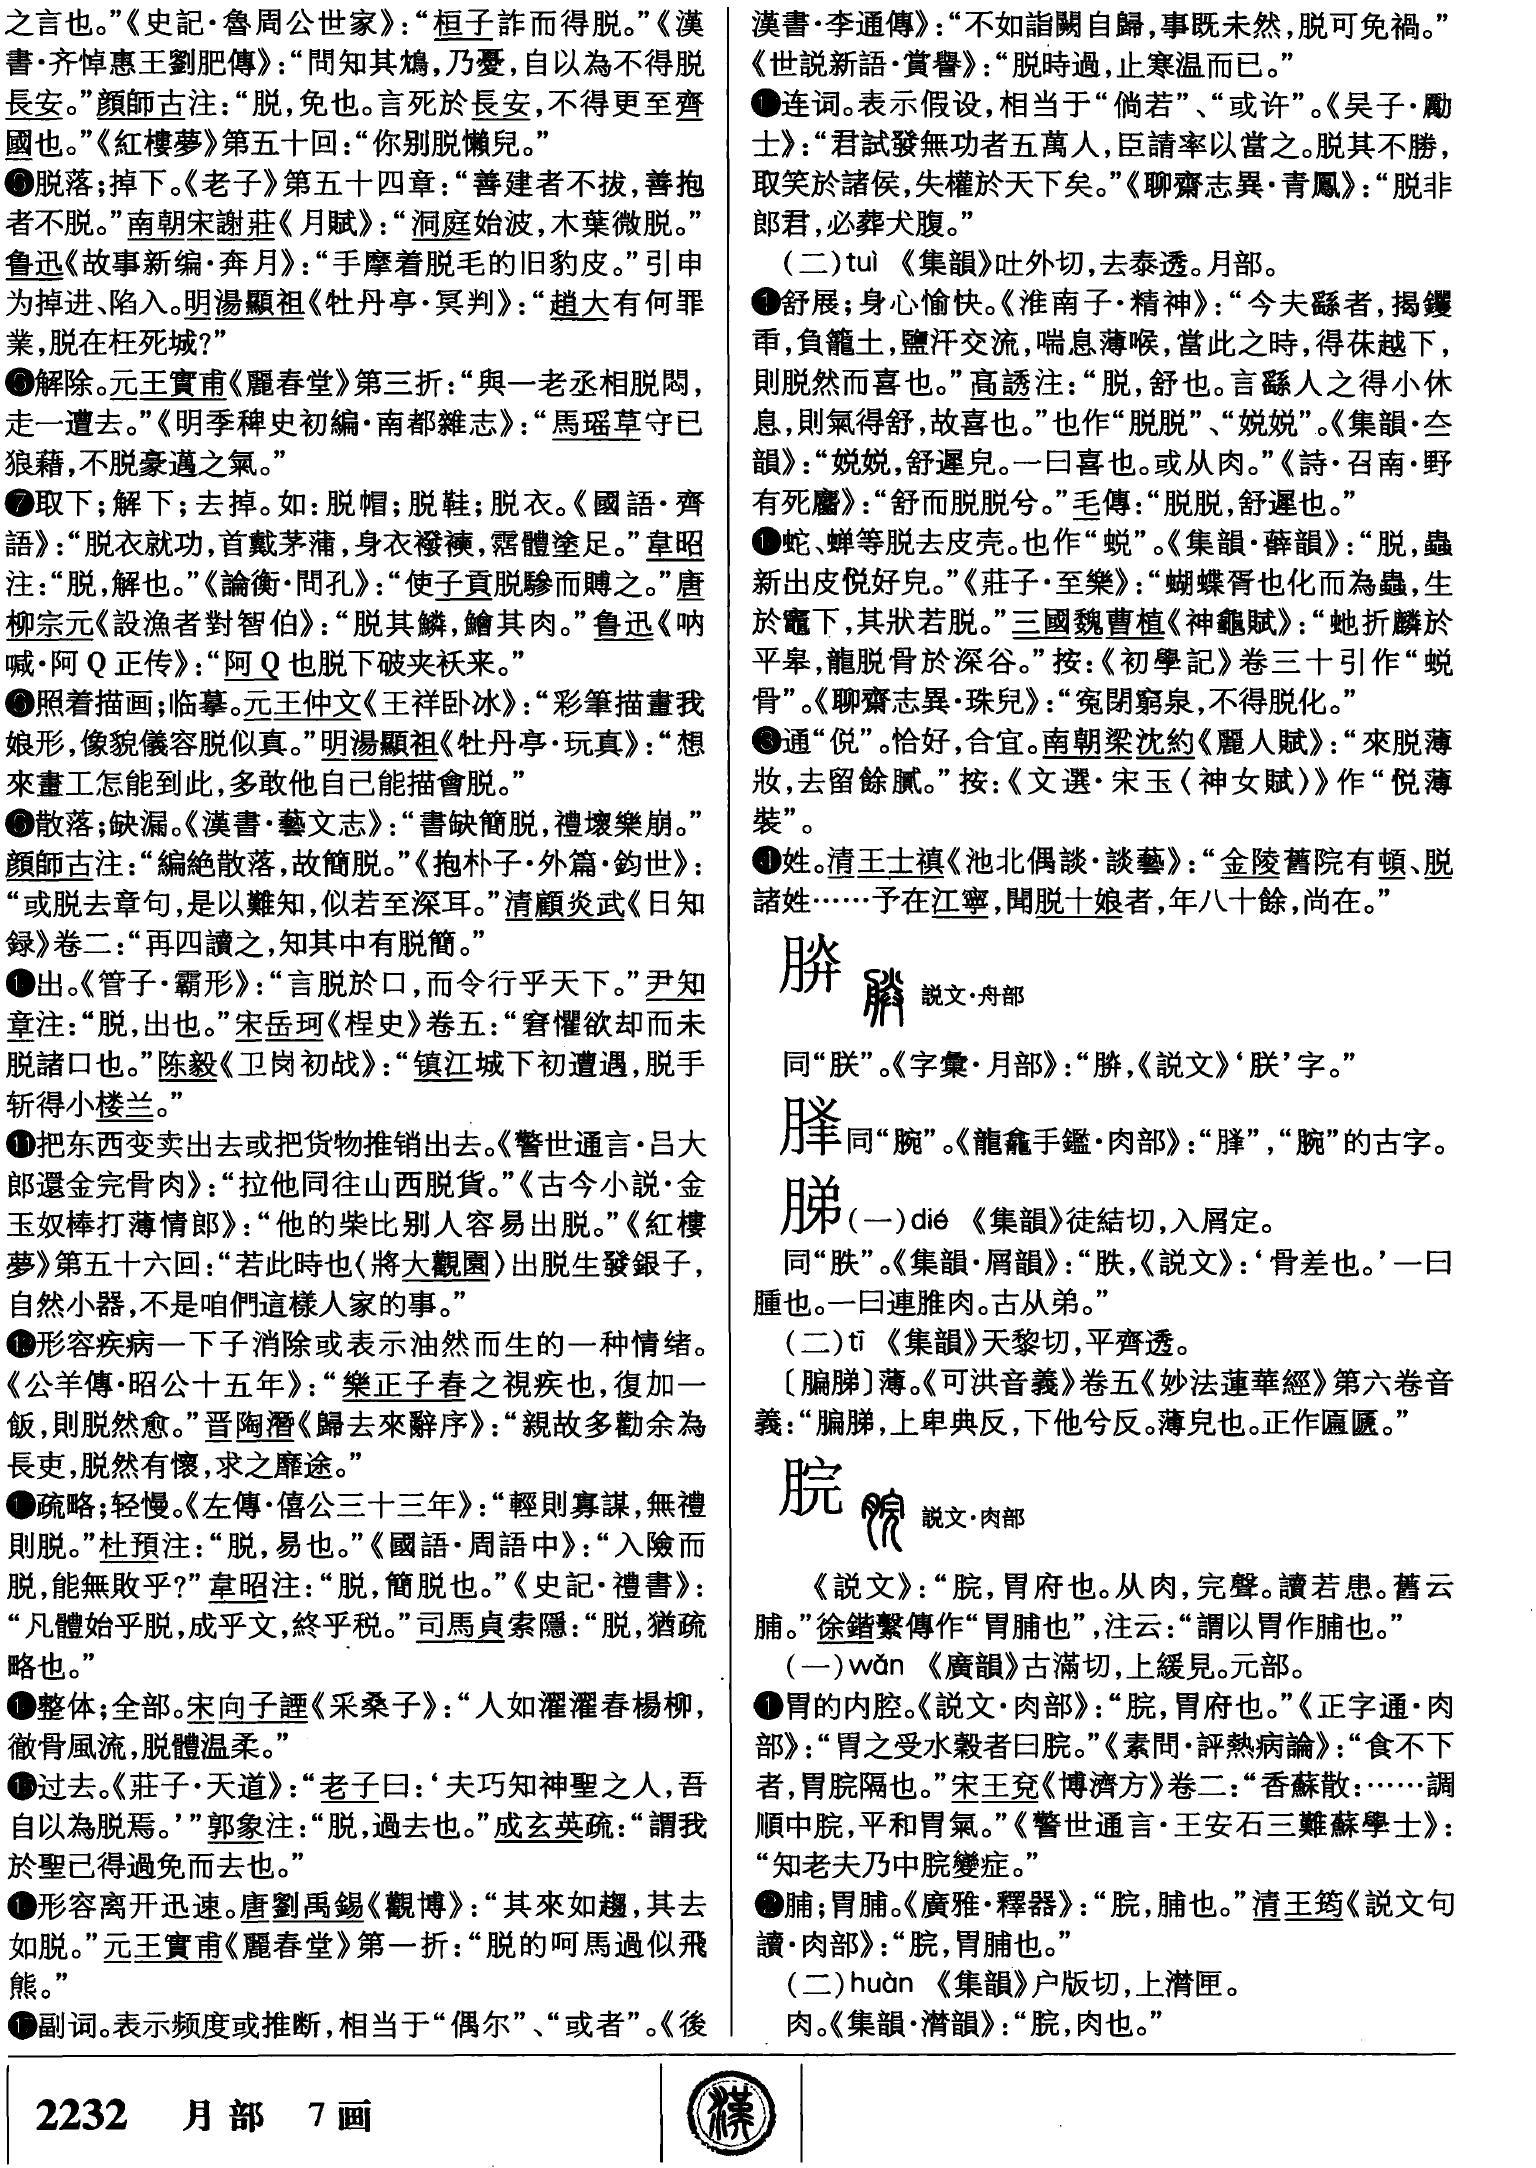 之言也。”《史記·魯周公世家》：“桓子詐而得脱。”《漢
書·齐悼惠王劉肥傳》：“問知其鴆，乃憂，自以為不得脱
長安。”顔師古注：“脱，免也。言死於長安，不得更至齊
國也。”《紅樓夢》第五十回：“你别脱懶兒。”
❺脱落；掉下。《老子》第五十四章：“善建者不拔，善抱
者不脱。”南朝宋謝莊《月賦》：“洞庭始波，木葉微脱。”
鲁迅《故事新编·奔月》：“手摩着脱毛的旧豹皮。”引申
为掉进、陷入。明湯顯祖《牡丹亭·冥判》：“趙大有何罪
業，脱在枉死城?”
❻解除。元王實甫《麗春堂》第三折：“與一老丞相脱悶，
走一遭去。”《明季稗史初編·南都雜志》：“馬瑶草守已
狼藉，不脱豪邁之氣。”
❼取下；解下；去掉。如：脱帽；脱鞋；脱衣。《國語·齊
語》：“脱衣就功，首戴茅蒲，身衣襏襫，霑體塗足。”韋昭
注：“脱，解也。”《論衡·問孔》：“使子貢脱驂而賻之。”唐
柳宗元《設漁者對智伯》：“脱其鱗，鱠其肉。”鲁迅《呐
喊·阿Q正传》：“阿Q也脱下破夹袄来。”
❽照着描画；临摹。元王仲文《王祥卧冰》：“彩筆描畫我
娘形，像貌儀容脱似真。”明湯顯祖《牡丹亭·玩真》：“想
來畫工怎能到此，多敢他自己能描會脱。”
❾散落；缺漏。《漢書·藝文志》：“書缺簡脱，禮壞樂崩。”
顔師古注：“編絶散落，故簡脱。”《抱朴子·外篇·鈞世》：
“或脱去章句，是以難知，似若至深耳。”清顧炎武《日知
録》卷二：“再四讀之，知其中有脱簡。”
❿出。《管子·霸形》：“言脱於口，而令行乎天下。”尹知
章注：“脱，出也。”宋岳珂《桯史》卷五：“窘懼欲却而未
脱諸口也。”陈毅《卫岗初战》：“镇江城下初遭遇，脱手
斩得小楼兰。”
⓫把东西变卖出去或把货物推销出去。《警世通言·吕大
郎還金完骨肉》：“拉他同往山西脱貨。”《古今小説·金
玉奴棒打薄情郎》：“他的柴比别人容易出脱。”《紅樓
夢》第五十六回：“若此時也〈將大觀園〉出脱生發銀子，
自然小器，不是咱們這樣人家的事。”
⓬形容疾病一下子消除或表示油然而生的一种情绪。
《公羊傳·昭公十五年》：“樂正子春之視疾也，復加一
飯，則脱然愈。”晋陶潛《歸去來辭序》：“親故多勸余為
長吏，脱然有懷，求之靡途。”
⓭疏略；轻慢。《左傳·僖公三十三年》：“輕則寡謀，無禮
則脱。”杜預注：“脱，易也。”《國語·周語中》：“入險而
脱，能無敗乎?”韋昭注：“脱，簡脱也。”《史記·禮書》：
“凡禮始乎脱，成乎文，終乎税。”司馬貞索隱：“脱，猶疏
略也。”
⓮整体；全部。宋向子諲《采桑子》：“人如濯濯春楊柳，
徹骨風流，脱體温柔。”
⓯过去。《莊子·天道》：“老子曰：‘夫巧知神聖之人，吾
自以為脱焉。’”郭象注：“脱，過去也。”成玄英疏：“謂我
於聖已得過免而去也。”
⓰形容离开迅速。唐劉禹錫《觀博》：“其來如趨，其去
如脱。”元王實甫《麗春堂》第一折：“脱的呵馬過似飛
熊。”
⓱副词。表示频度或推断，相当于“偶尔”、“或者”。《後
漢書·李通傳》：“不如詣闕自歸，事既未然，脱可免禍。”
《世説新語·賞譽》：“脱時過，止寒温而已。”
⓲连词。表示假设，相当于“倘若”、“或许”。《吴子·勵
士》：“君試發無功者五萬人，臣請率以當之。脱其不勝，
取笑於諸侯，失權於天下矣。”《聊齋志異·青鳳》：“脱非
郎君，必葬犬腹。”
（二）tuì 《集韻》吐外切，去泰透。月部。
❶舒展；身心愉快。《淮南子·精神》：“今夫繇者，揭钁
臿，負籠土，鹽汗交流，喘息薄喉，當此之時，得茠越下，
則脱然而喜也。”高誘注：“脱，舒也。言繇人之得小休
息，則氣得舒，故喜也。”也作“脱脱”、“娧娧”。《集韻·夳
韻》：“娧娧，舒遲皃。一曰喜也。或从肉。”《詩·召南·野
有死麕》：“舒而脱脱兮。”毛傳：“脱脱，舒遲也。”
❷蛇、蝉等脱去皮壳。也作“蜕”。《集韻·薛韻》：“脱，蟲
新出皮悦好皃。”《莊子·至樂》：“蝴蝶胥也化而為蟲，生
於竈下，其狀若脱。”三國魏曹植《神龜賦》：“虵折鱗於
平皋，龍脱骨於深谷。”按：《初學記》卷三十引作“蜕
骨”。《聊齋志異·珠兒》：“寃閉窮泉，不得脱化。”
❸通“侻”。恰好，合宜。南朝梁沈約《麗人賦》：“來脱薄
妝，去留餘膩。”按：《文選·宋玉〈神女賦〉》作“侻薄
裝”。
❹姓。清王士禛《池北偶談·談藝》：“金陵舊院有頓、脱
諸姓……予在江寧，聞脱十娘者，年八十餘，尚在。”
説文·舟部
同“朕”。《字彙·月部》：“䑞，《説文》‘朕’字。”
同“腕”。《龍龕手鑑·肉部》：“”，“腕”的古字。
䏲（一）dié 《集韻》徒結切，入屑定。
同“胅”。《集韻·屑韻》：“胅，《説文》：‘骨差也。’一曰
腫也。一曰連脽肉。古从弟。”
（二）tī 《集韻》天黎切，平齊透。
〔腷䏲〕薄。《可洪音義》卷五《妙法蓮華經》第六卷音
義：“，上卑典反，下他兮反。薄皃也。正作匾㔸。”
脘 説文·肉部
《説文》：“脘，胃府也。从肉，完聲。讀若患。舊云
脯。”徐鍇繫傳作“胃脯也”，注云：“謂以胃作脯也。”
（一）wǎn 《廣韻》古滿切，上緩見。元部。
❶胃的内腔。《説文·肉部》：“脘，胃府也。”《正字通·肉
部》：“胃之受水穀者曰脘。”《素問·評熱病論》：“食不下
者，胃脘隔也。”宋王兗《博濟方》卷二：“香蘇散：……調
順中脘，平和胃氣。”《警世通言·王安石三難蘇學士》：
“知老夫乃中脘變症。”
❷脯；胃脯。《廣雅·釋器》：“脘，脯也。”清王筠《説文句
讀·肉部》：“脘，胃脯也。”
（二）huàn 《集韻》户版切，上潸匣。
肉。《集韻·潸韻》：“脘，肉也。”
2232 月部 7画
漢